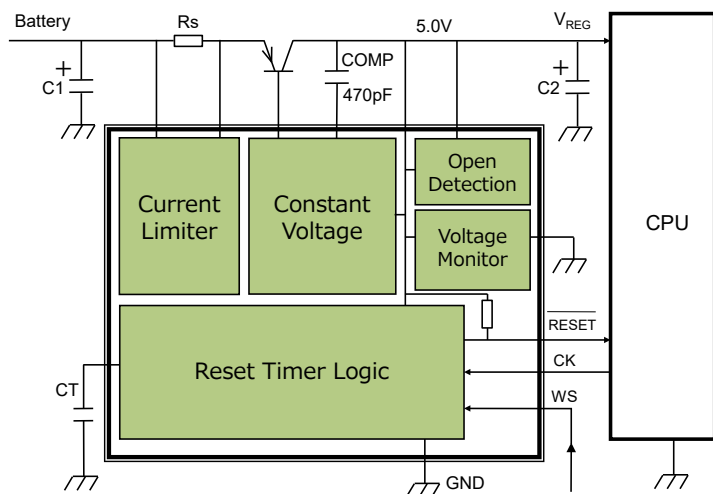 Battery
Rs
5.0V
VREG
COMP
C1
470pF
C2
Current
Limiter
Constant
Voltage
Open
Detection
Voltage
Monitor
CPU
RESET
Reset Timer Logic
CK
CT
WS
GND